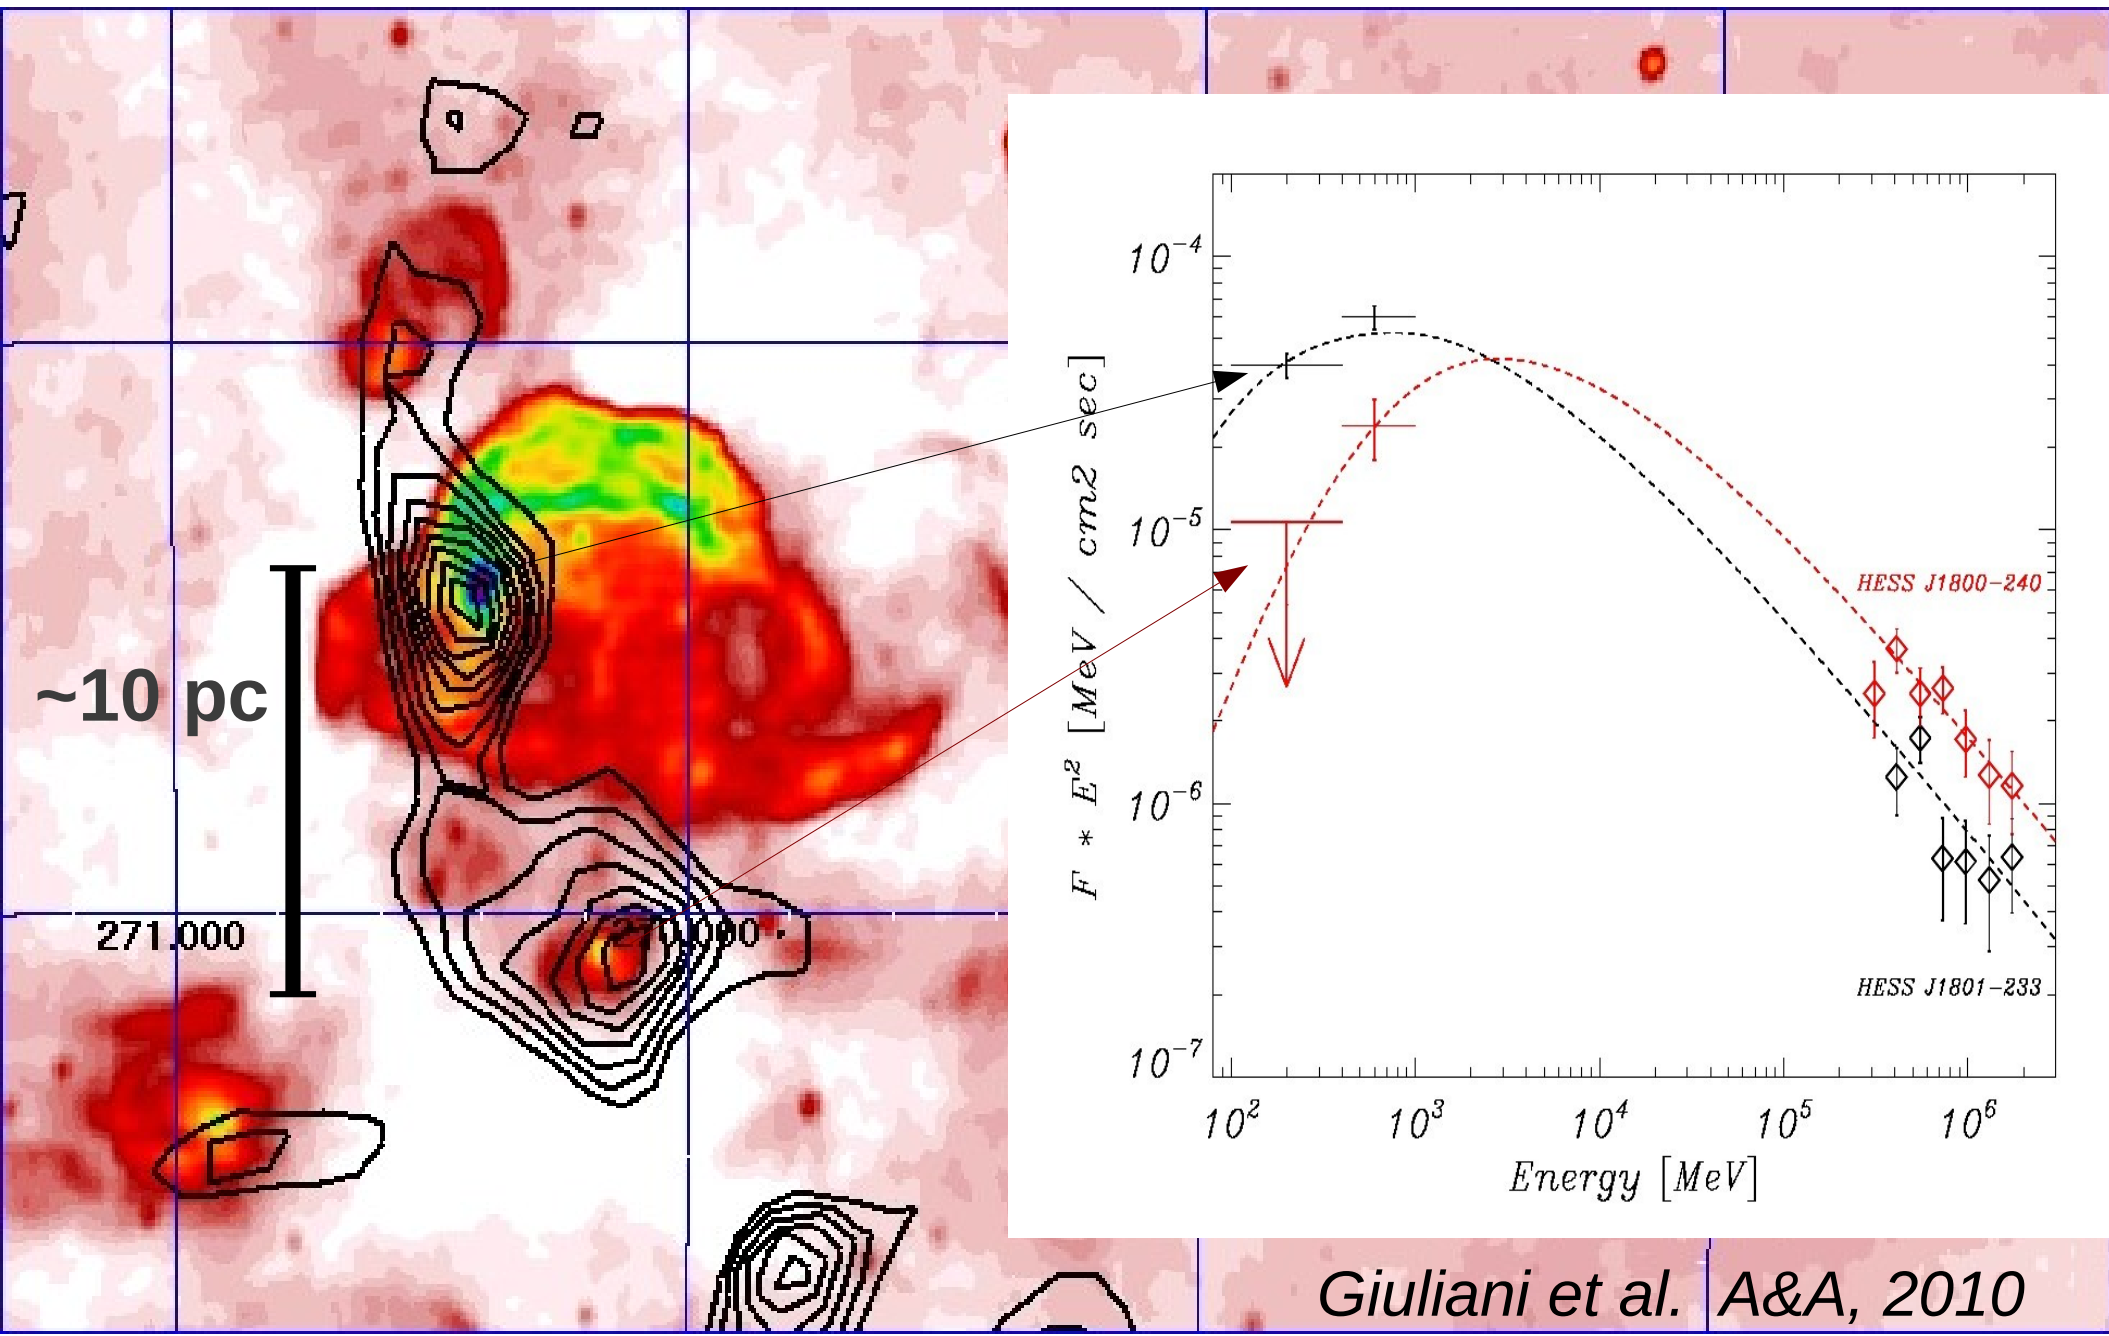 ~10 pc
271.000
270.000
10^-4
10^-5
10^-6
10^-7
F * E^2 [MeV / cm2 sec]
HESS J1800-240
HESS J1801-233
10^2
10^3
10^4
10^5
10^6
Energy [MeV]
Giuliani et al. A&A, 2010